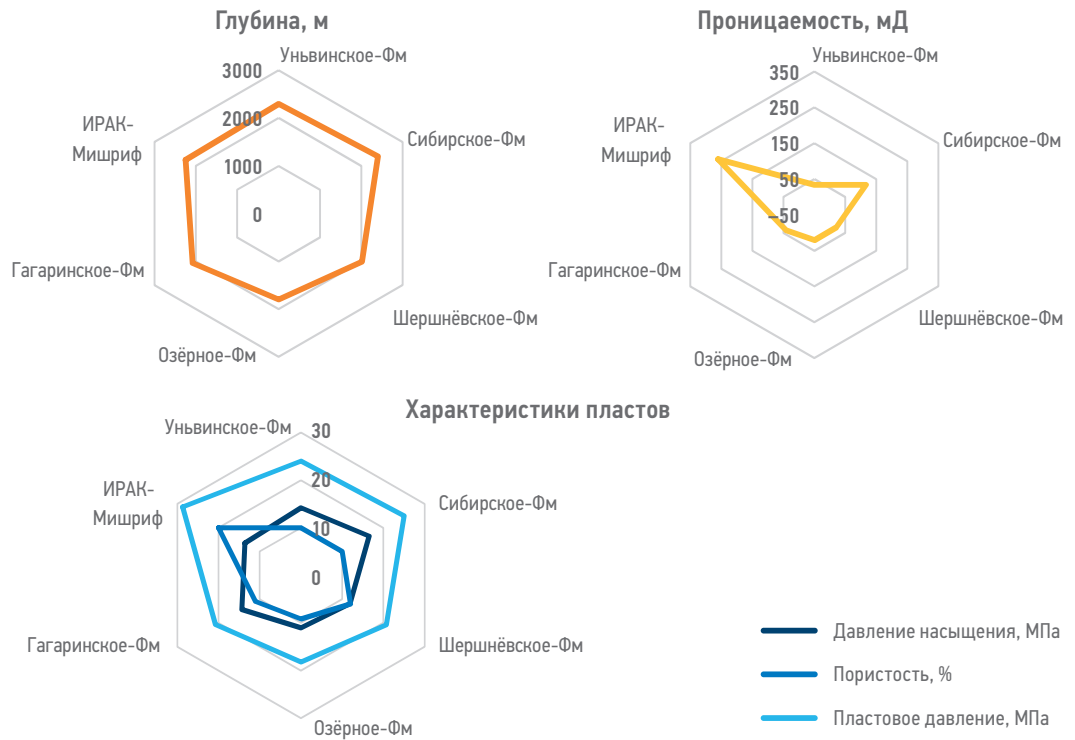 Глубина, м
Уньвинское-Фм
3000
2000
1000
0
ИРАК-
Мишриф
Сибирское-Фм
Гагаринское-Фм
Шершнёвское-Фм
Озёрное-Фм
Проницаемость, мД
Уньвинское-Фм
350
250
150
50
–50
ИРАК-
Мишриф
Сибирское-Фм
Гагаринское-Фм
Шершнёвское-Фм
Озёрное-Фм
Характеристики пластов
Уньвинское-Фм
30
20
10
0
ИРАК-
Мишриф
Сибирское-Фм
Гагаринское-Фм
Шершнёвское-Фм
Озёрное-Фм
Давление насыщения, МПа
Пористость, %
Пластовое давление, МПа